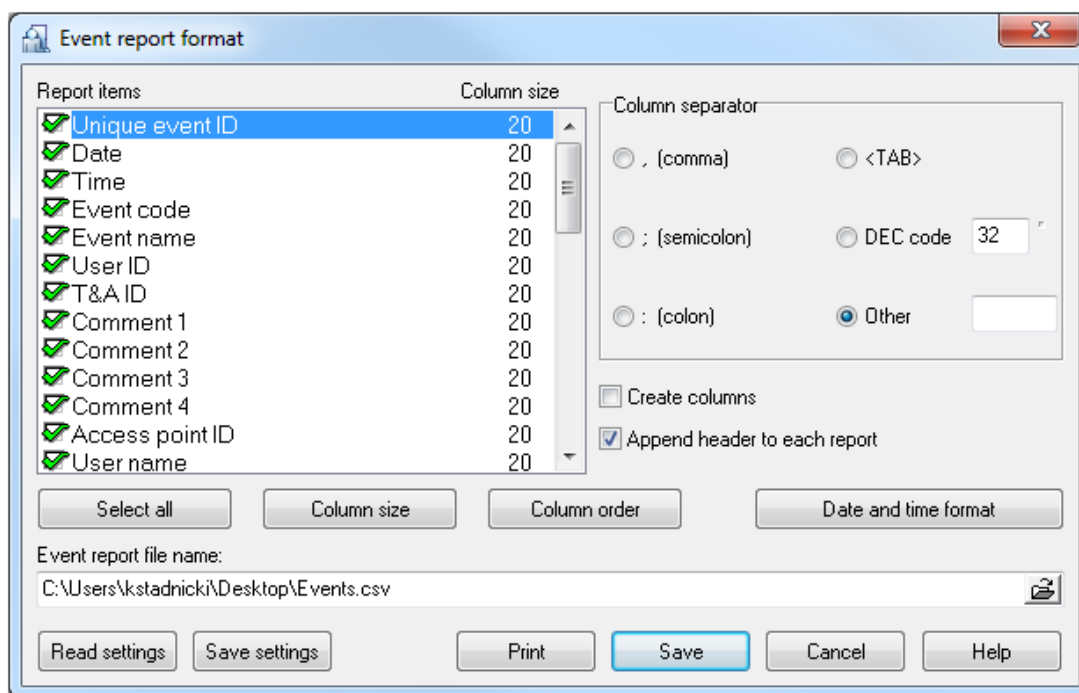 Event report format
Report items Column size
Unique event ID 20
Date 20
Time 20
Event code 20
Event name 20
User ID 20
T&A ID 20
Comment 1 20
Comment 2 20
Comment 3 20
Comment 4 20
Access point ID 20
User name 20
Column separator
, (comma) <TAB>
; (semicolon) DEC code 32
: (colon) Other
Create columns
Append header to each report
Select all Column size Column order Date and time format
Event report file name:
C:\Users\kstadnicki\Desktop\Events.csv
Read settings Save settings Print Save Cancel Help